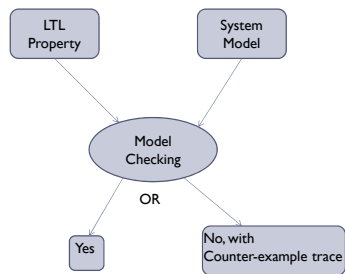 LTL
Property
System
Model
Model
Checking
OR
Yes
No, with
Counter-example trace